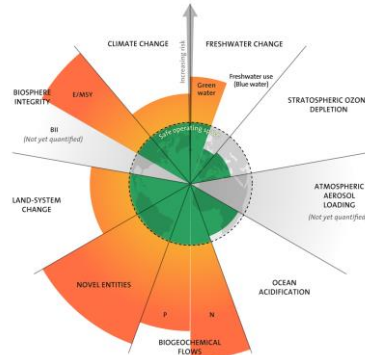 CLIMATE CHANGE
FRESHWATER CHANGE
Increasing risk
Green
water
Freshwater use
(Blue water)
BIOSPHERE
INTEGRITY
E/MSY
BII
(Not yet quantified)
Safe operating
STRATOSPHERIC OZON
DEPLETION
ATMOSPHERIC
AEROSOL
LOADING
(Not yet quantified)
LAND-SYSTEM
CHANGE
NOVEL ENTITIES
OCEAN
ACIDIFICATION
P
N
BIOGEOCHEMICAL
FLOWS